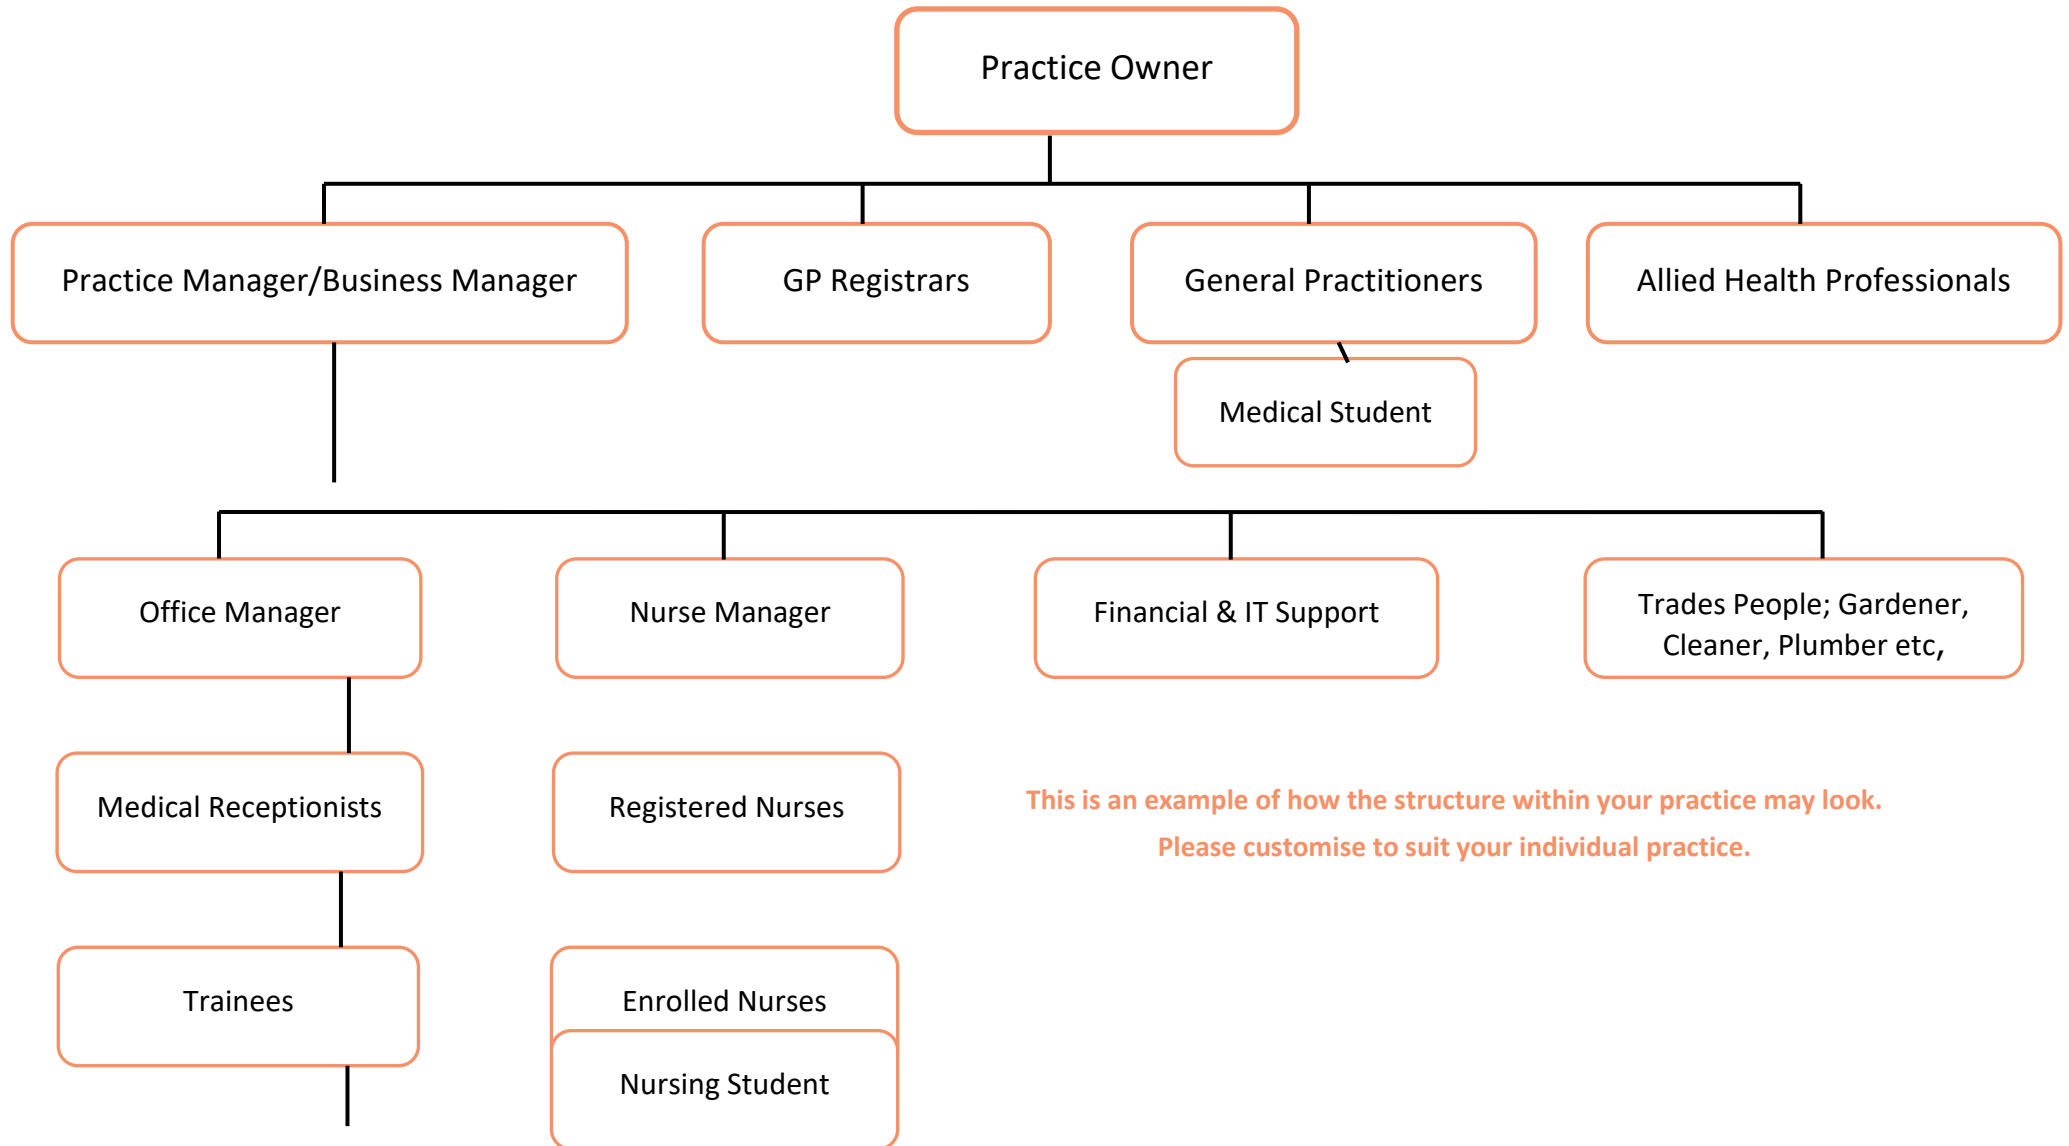 Practice Owner
Practice Manager/Business Manager
GP Registrars
General Practitioners
Allied Health Professionals
Medical Student
Office Manager
Nurse Manager
Financial & IT Support
Trades People; Gardener,
Cleaner, Plumber etc,
Medical Receptionists
Registered Nurses
This is an example of how the structure within your practice may look.
Please customise to suit your individual practice.
Trainees
Enrolled Nurses
Nursing Student